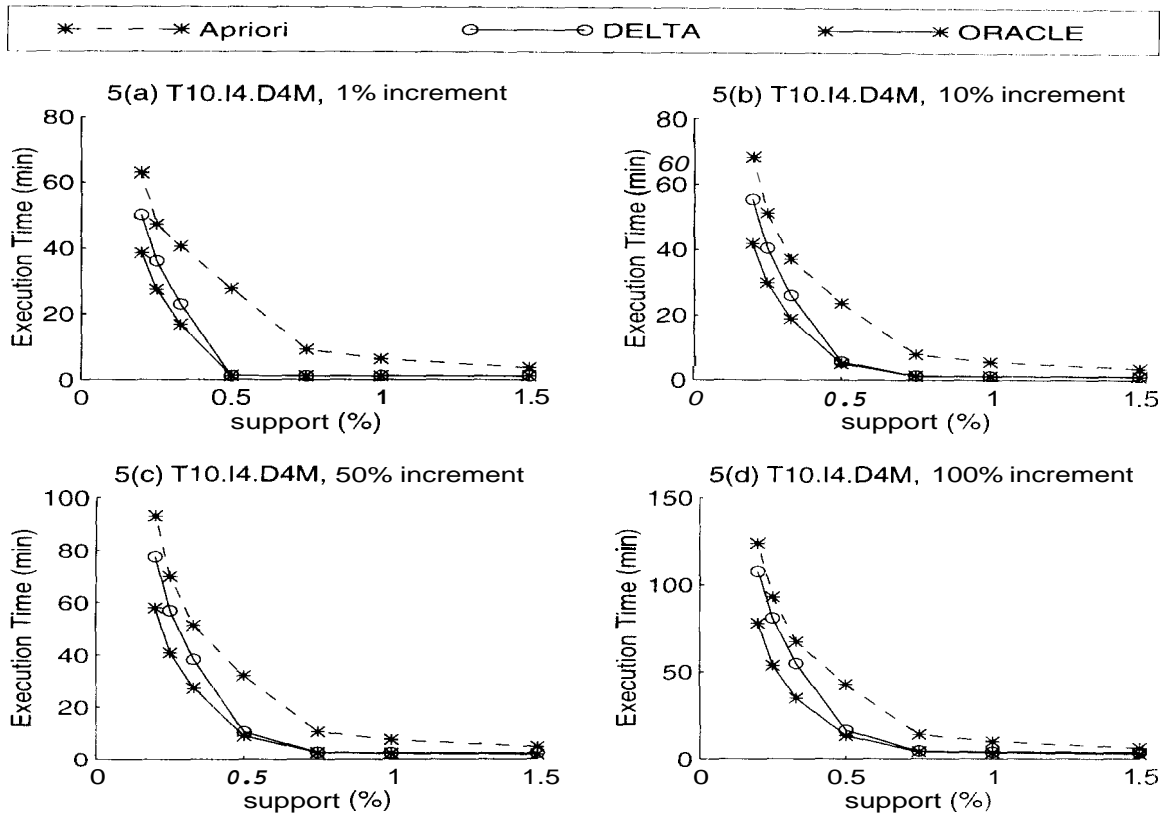 Apriori DELTA ORACLE
5(a) T10.I4.D4M, 1% increment
80
60
40
20
0
Execution Time (min)
0 0.5 1 1.5
support (%)
5(b) T10.I4.D4M, 10% increment
80
60
60
40
20
0
Execution Time (min)
0 0.5 1 1.5
support (%)
5(c) T10.I4.D4M, 50% increment
100
80
60
40
20
0
Execution Time (min)
0 0.5 1 1.5
support (%)
5(d) T10.I4.D4M, 100% increment
150
100
50
0
Execution Time (min)
0 0.5 1 1.5
support (%)